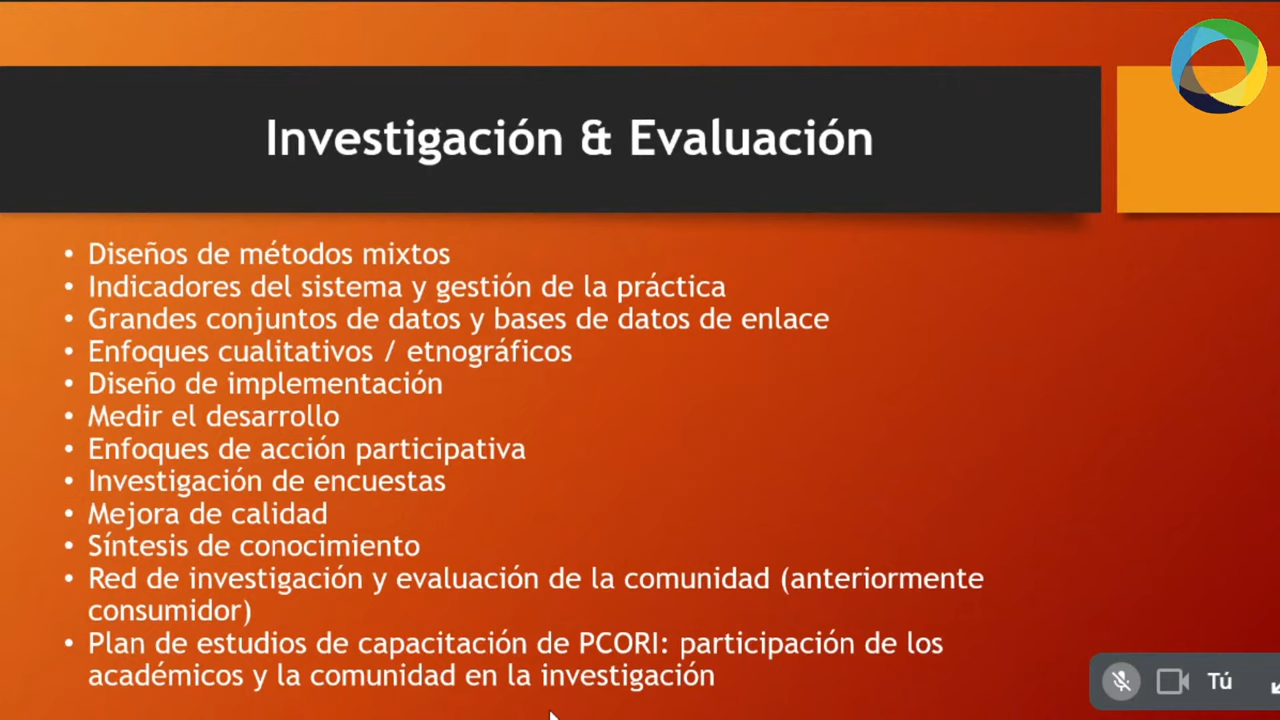 Investigación & Evaluación
• Diseños de métodos mixtos
• Indicadores del sistema y gestión de la práctica
• Grandes conjuntos de datos y bases de datos de enlace
• Enfoques cualitativos / etnográficos
• Diseño de implementación
• Medir el desarrollo
• Enfoques de acción participativa
• Investigación de encuestas
• Mejora de calidad
• Síntesis de conocimiento
• Red de investigación y evaluación de la comunidad (anteriormente
consumidor)
• Plan de estudios de capacitación de PCORI: participación de los
académicos y la comunidad en la investigación
Tú